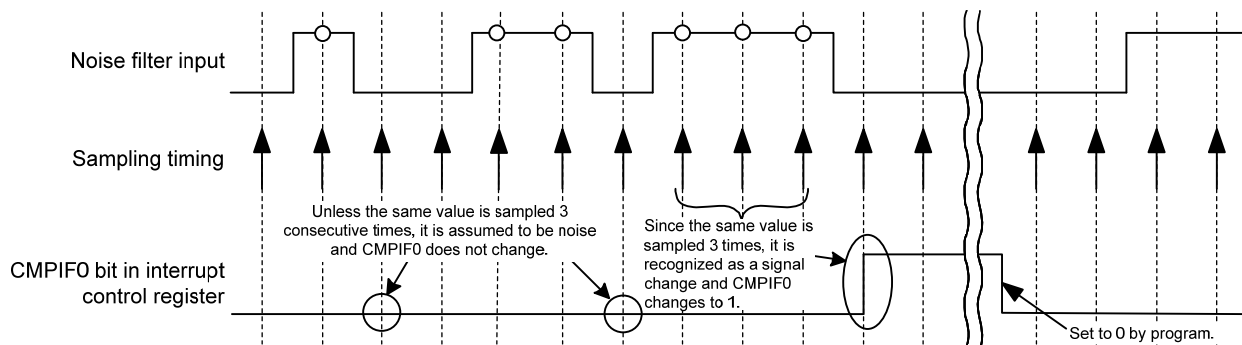 Noise filter input
Sampling timing
Unless the same value is sampled 3
consecutive times, it is assumed to be noise
and CMPIF0 does not change.
Since the same value is
sampled 3 times, it is
recognized as a signal
change and CMPIF0
changes to 1.
CMPIF0 bit in interrupt
control register
Set to 0 by program.